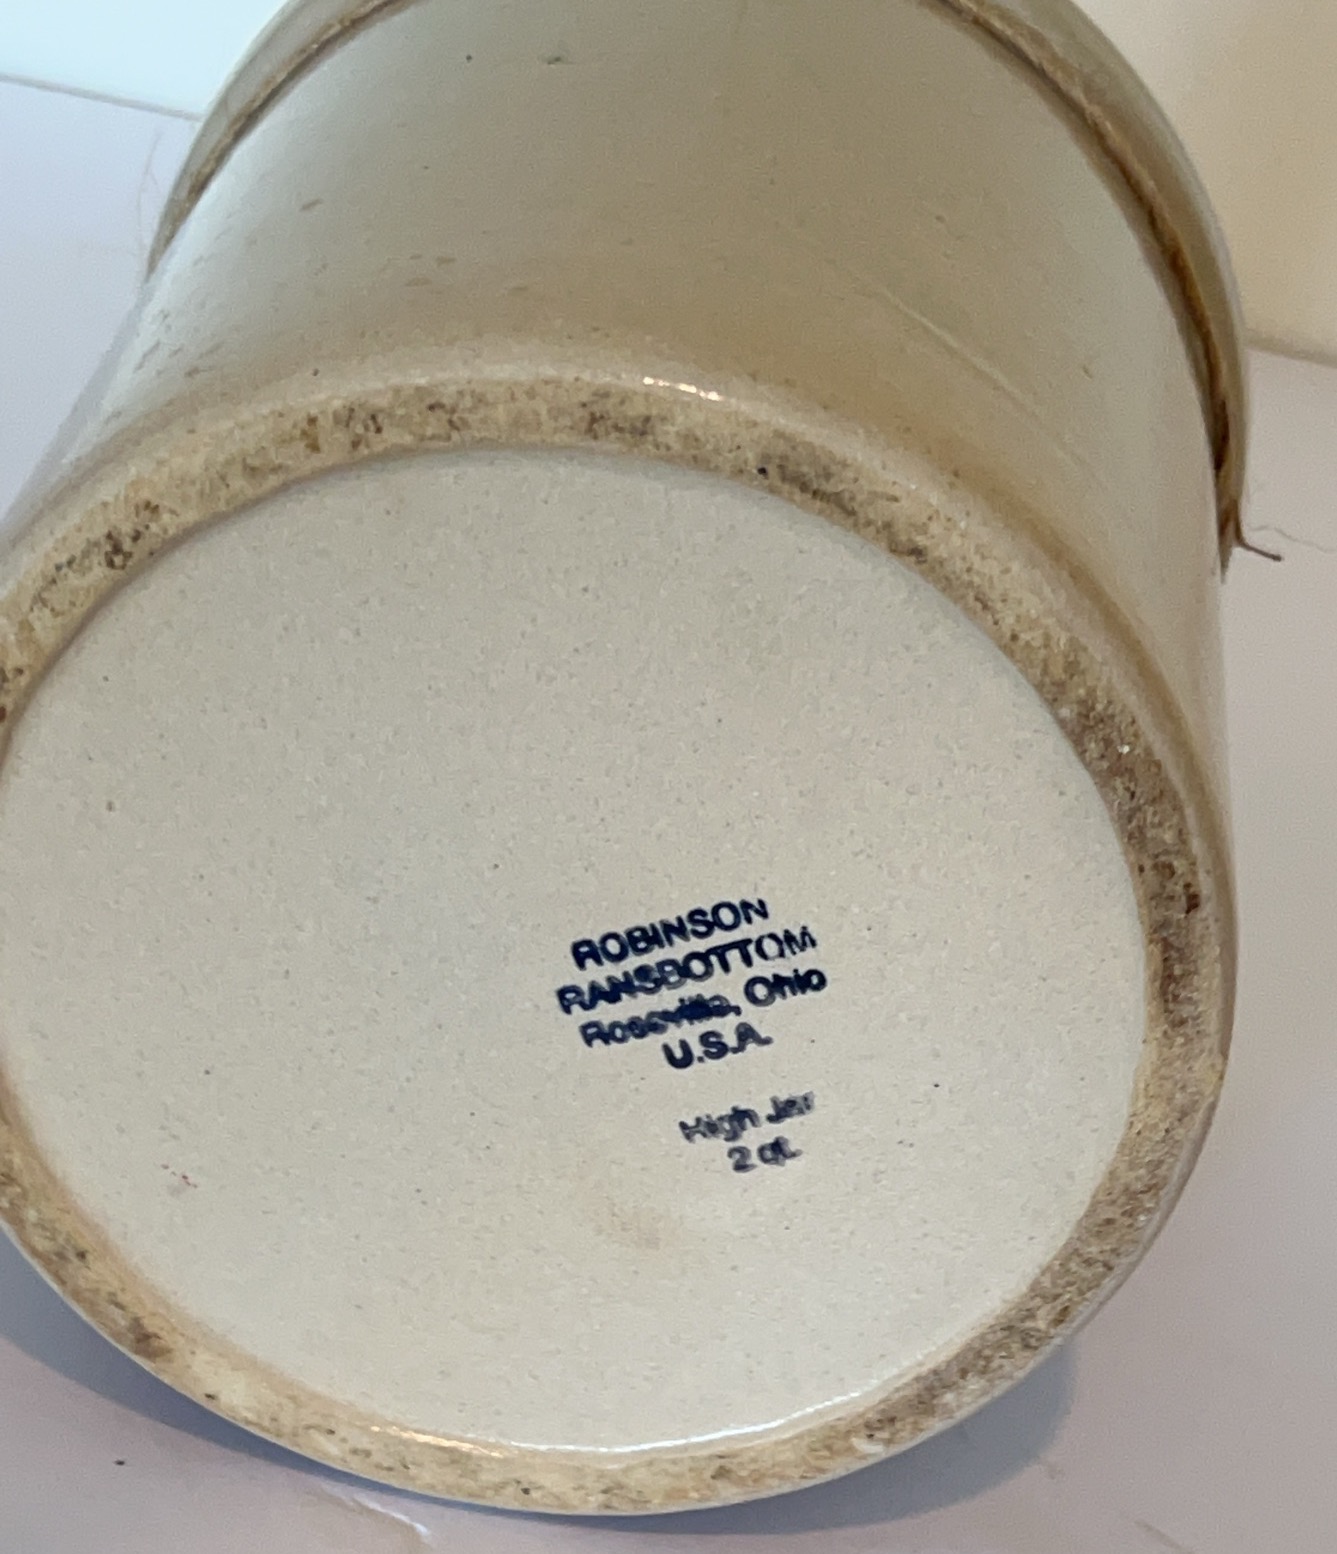 ROBINSON
RANSBOTTOM
Roseville, Ohio
U.S.A.
High Jar
2 qt.